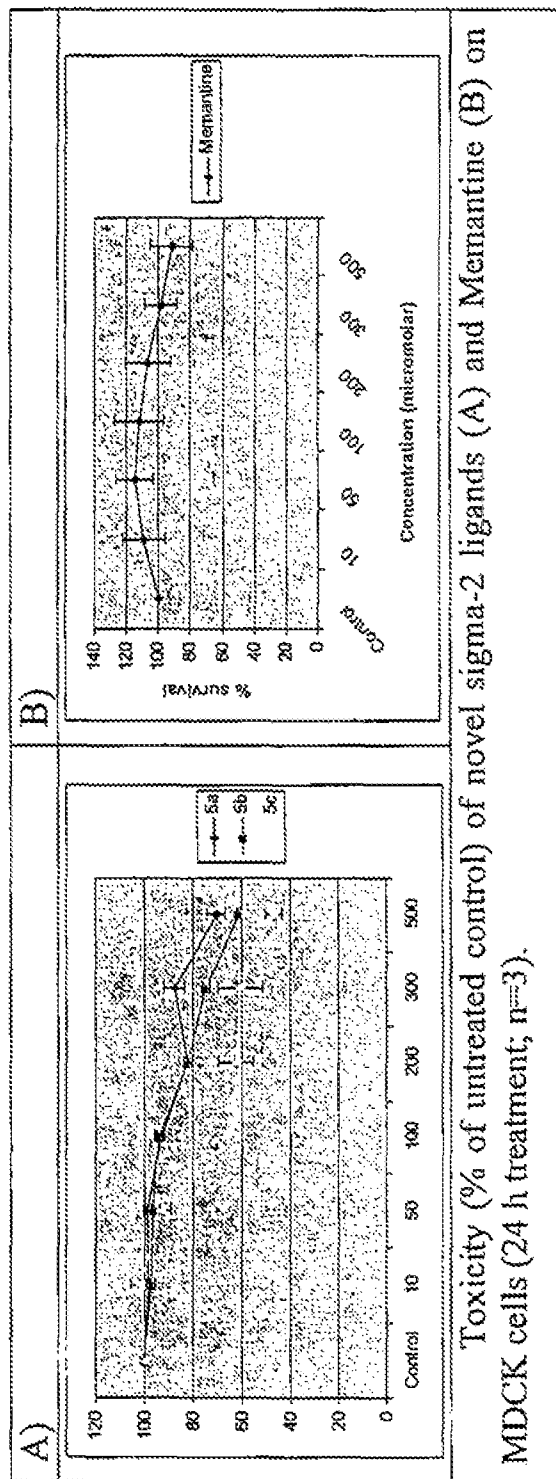 A)
120
100
80
60
40
20
0
Control
10
50
100
200
300
500
5a
5b
5c
B)
% survival
140
120
100
80
60
40
20
0
Control
10
50
100
200
300
500
Concentration (micromolar)
Memantine
Toxicity (% of untreated control) of novel sigma-2 ligands (A) and Memantine (B) on
MDCK cells (24 h treatment; n=3).